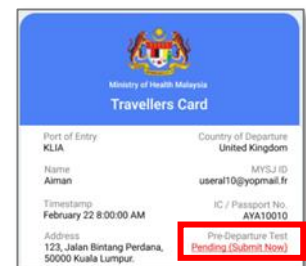 Ministry of Health Malaysia
Travellers Card
Port of Entry
KLIA
Country of Departure
United Kingdom
Name
Aiman
MYSJ ID
useral10@yopmail.fr
Timestamp
February 22 8:00:00 AM
IC / Passport No.
AYA10010
Address
123, Jalan Bintang Perdana,
50000 Kuala Lumpur.
Pre-Departure Test
Pending (Submit Now)